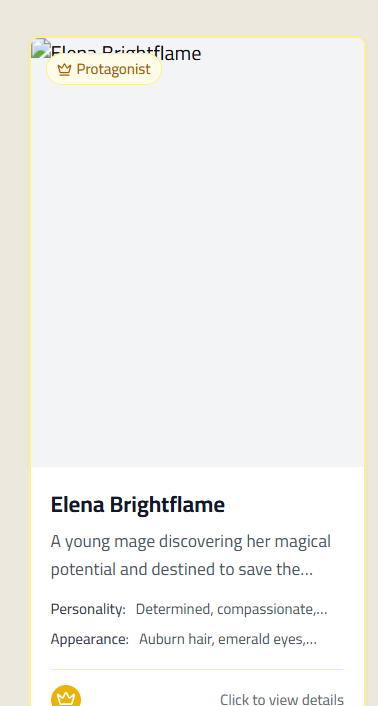 Elena Brightflame
Protagonist
Elena Brightflame
A young mage discovering her magical
potential and destined to save the...
Personality: Determined, compassionate,...
Appearance: Auburn hair, emerald eyes,...
Click to view details